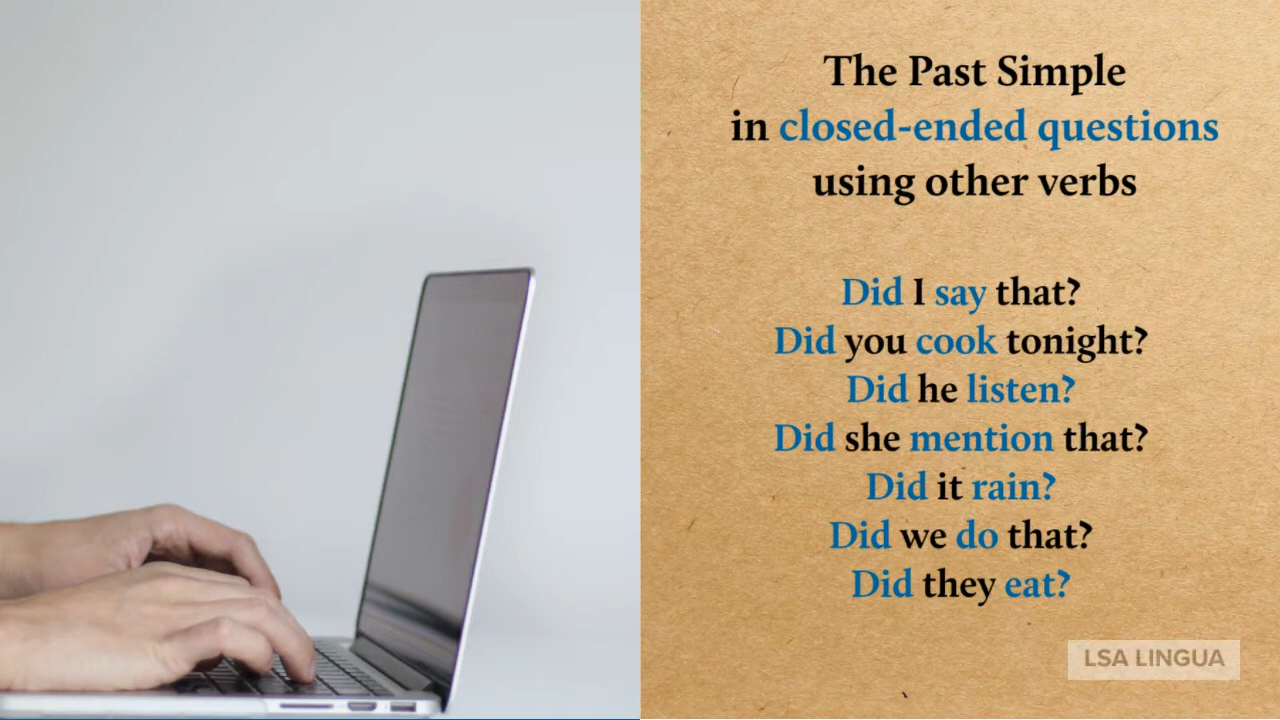 The Past Simple
in closed-ended questions
using other verbs
Did I say that?
Did you cook tonight?
Did he listen?
Did she mention that?
Did it rain?
Did we do that?
Did they eat?
LSA LINGUA